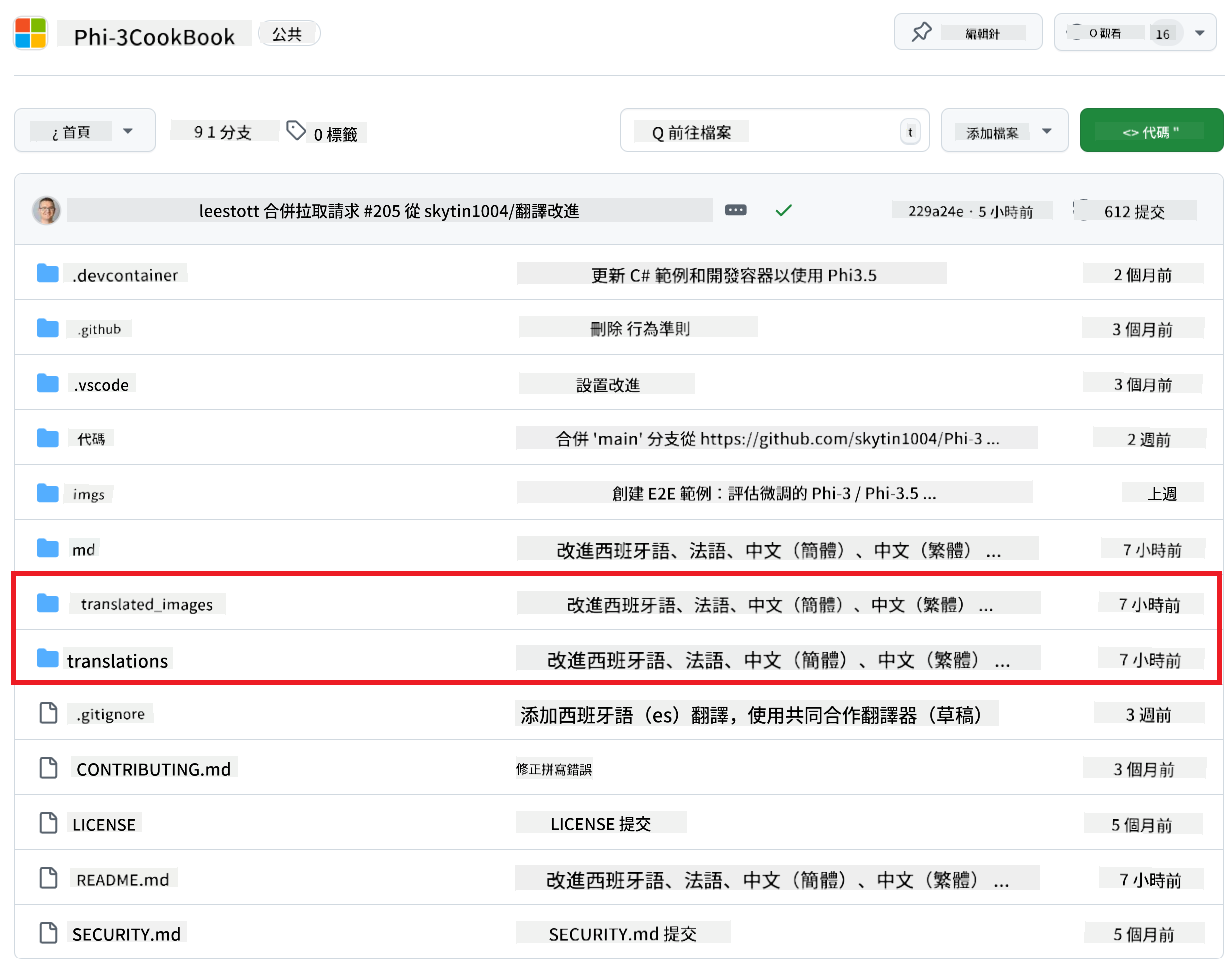 Phi-3CookBook 公共 編輯針 O 觀看 16
¿ 首頁 9 1 分支 0 標籤 Q 前往檔案 t 添加檔案 <> 代碼 "
leestott 合併拉取請求 #205 從 skytin1004/翻譯改進 229a24e · 5 小時前 612 提交
.devcontainer 更新 C# 範例和開發容器以使用 Phi3.5 2 個月前
.github 刪除 行為準則 3 個月前
.vscode 設置改進 3 個月前
代碼 合併 'main' 分支從 https://github.com/skytin1004/Phi-3 ... 2 週前
imgs 創建 E2E 範例：評估微調的 Phi-3 / Phi-3.5 ... 上週
md 改進西班牙語、法語、中文（簡體）、中文（繁體） ... 7 小時前
translated_images 改進西班牙語、法語、中文（簡體）、中文（繁體） ... 7 小時前
translations 改進西班牙語、法語、中文（簡體）、中文（繁體） ... 7 小時前
.gitignore 添加西班牙語（es）翻譯，使用共同合作翻譯器（草稿） 3 週前
CONTRIBUTING.md 修正拼寫錯誤 3 個月前
LICENSE LICENSE 提交 5 個月前
README.md 改進西班牙語、法語、中文（簡體）、中文（繁體） ... 7 小時前
SECURITY.md SECURITY.md 提交 5 個月前